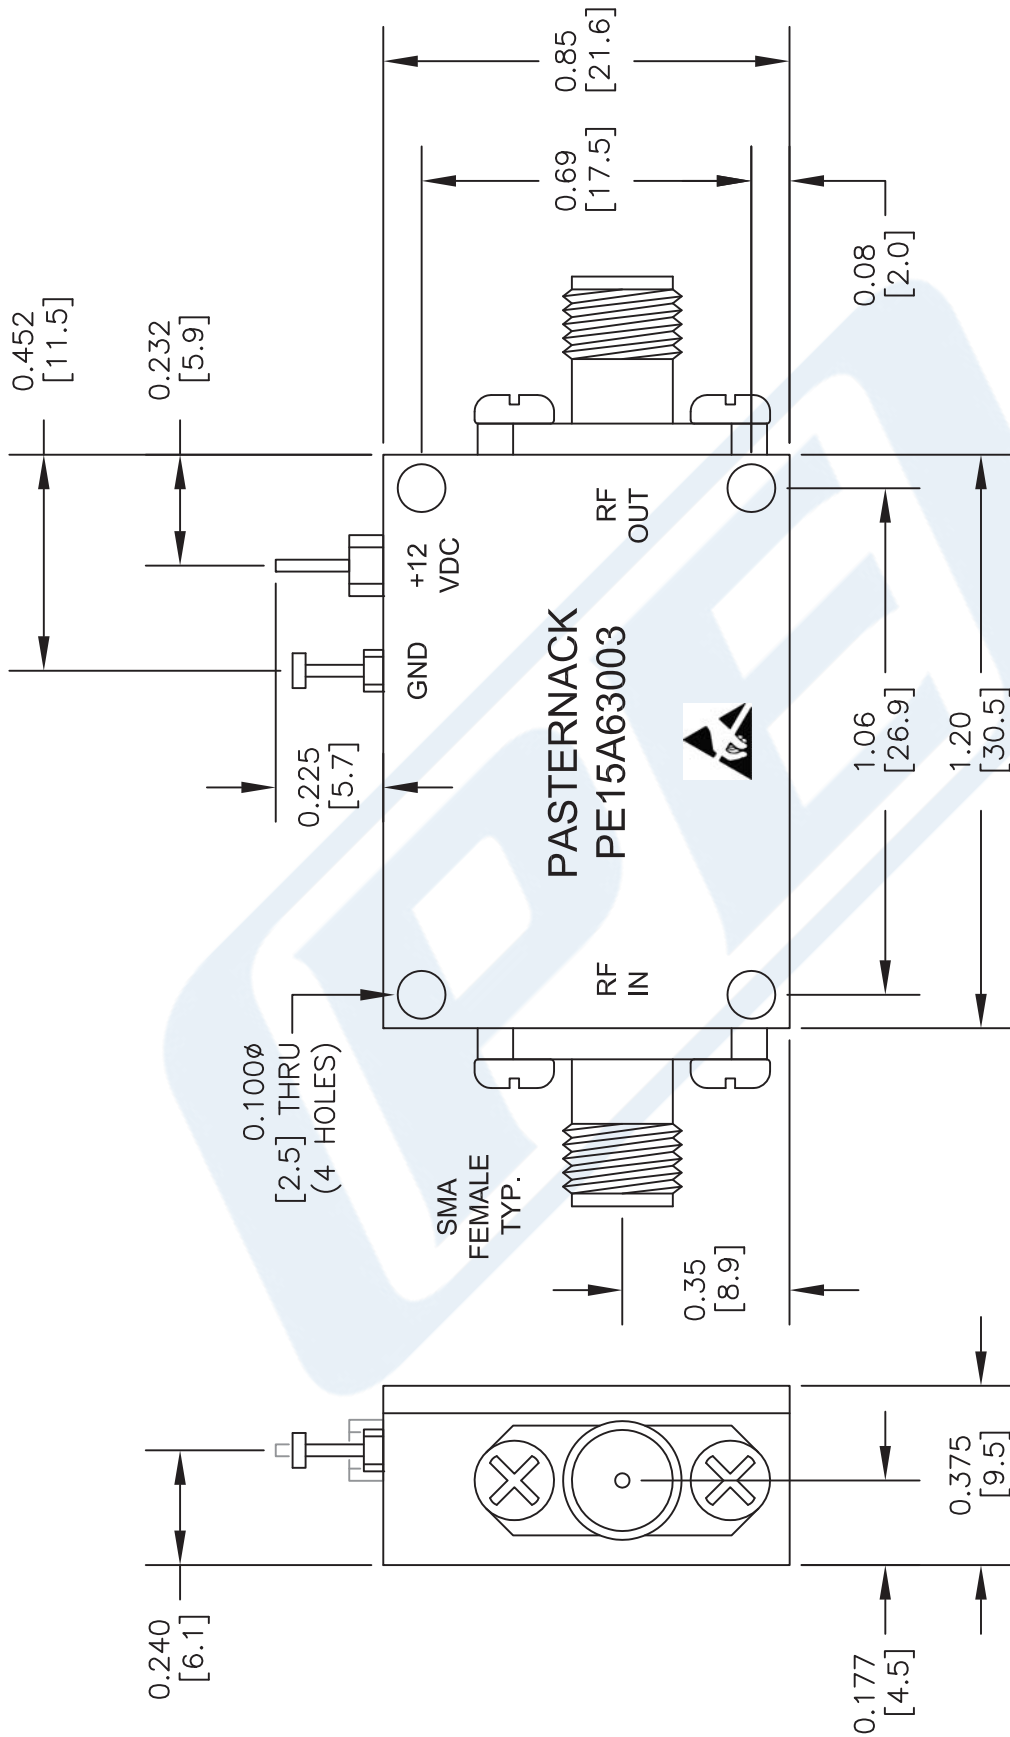 0.240
[6.1]
0.177
[4.5]
0.375
[9.5]
0.452
[11.5]
0.232
[5.9]
0.225
[5.7]
0.100ø
[2.5] THRU
(4 HOLES)
SMA
FEMALE
TYP.
0.35
[8.9]
GND
+12
VDC
RF
IN
PASTERNACK
PE15A63003
RF
OUT
1.06
[26.9]
1.20
[30.5]
0.85
[21.6]
0.69
[17.5]
0.08
[2.0]
PE